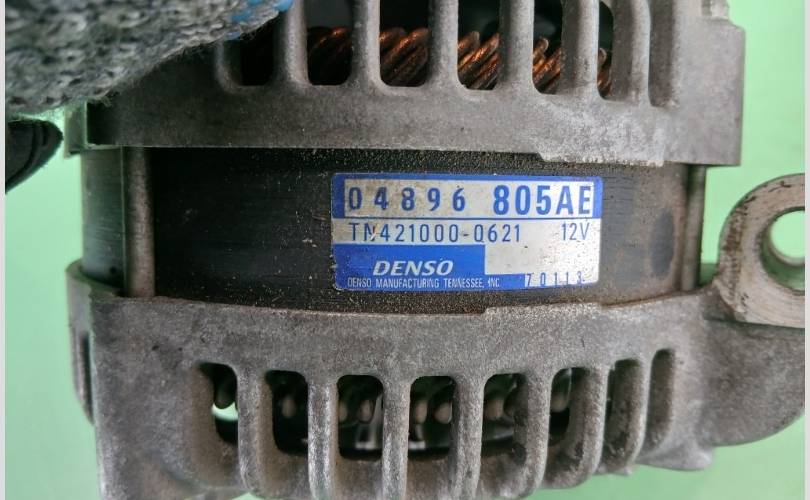 04896 805AE
TN421000-0621 12V
DENSO
DENSO MANUFACTURING TENNESSEE, INC. 70113